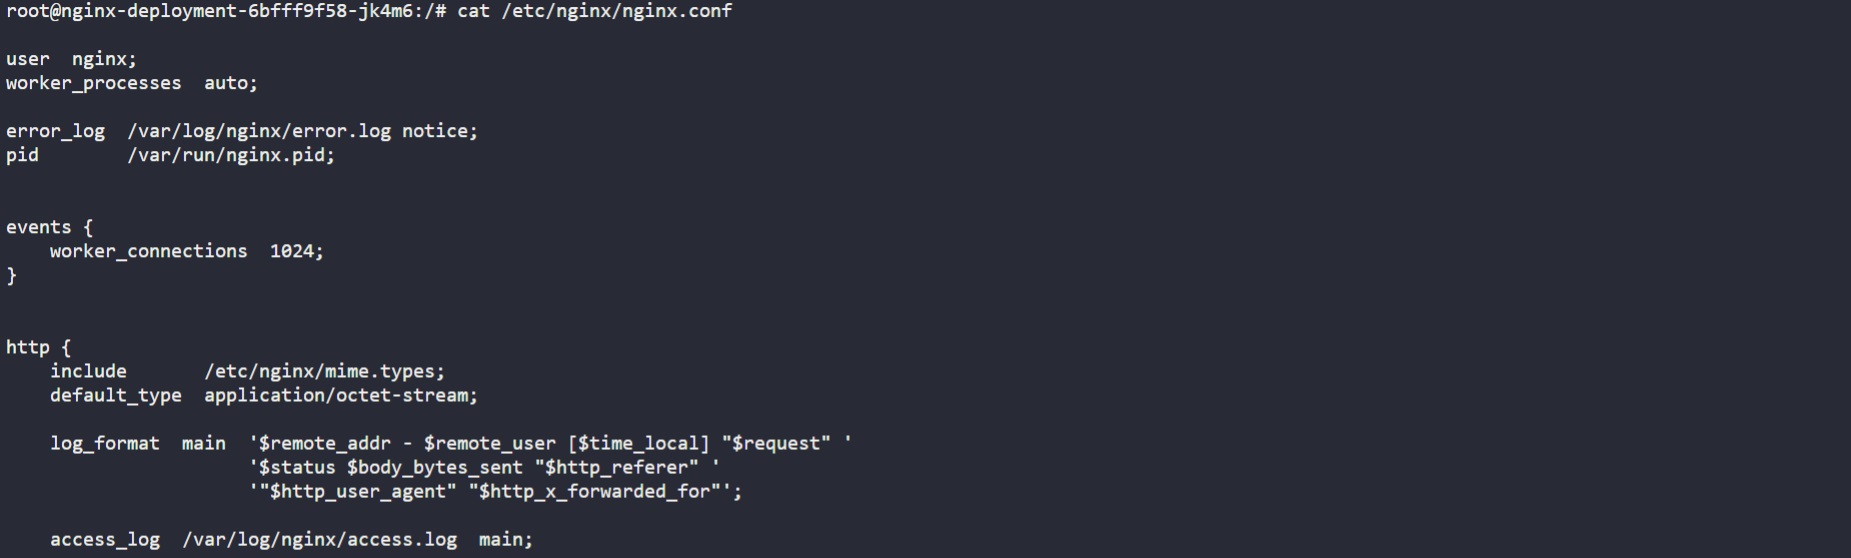 root@nginx-deployment-6bfff9f58-jk4m6:/# cat /etc/nginx/nginx.conf
user  nginx;
worker_processes  auto;
error_log  /var/log/nginx/error.log notice;
pid        /var/run/nginx.pid;
events {
    worker_connections  1024;
}
http {
    include       /etc/nginx/mime.types;
    default_type  application/octet-stream;
    log_format  main  '$remote_addr - $remote_user [$time_local] "$request" '
                      '$status $body_bytes_sent "$http_referer" '
                      '"$http_user_agent" "$http_x_forwarded_for"';
    access_log  /var/log/nginx/access.log  main;